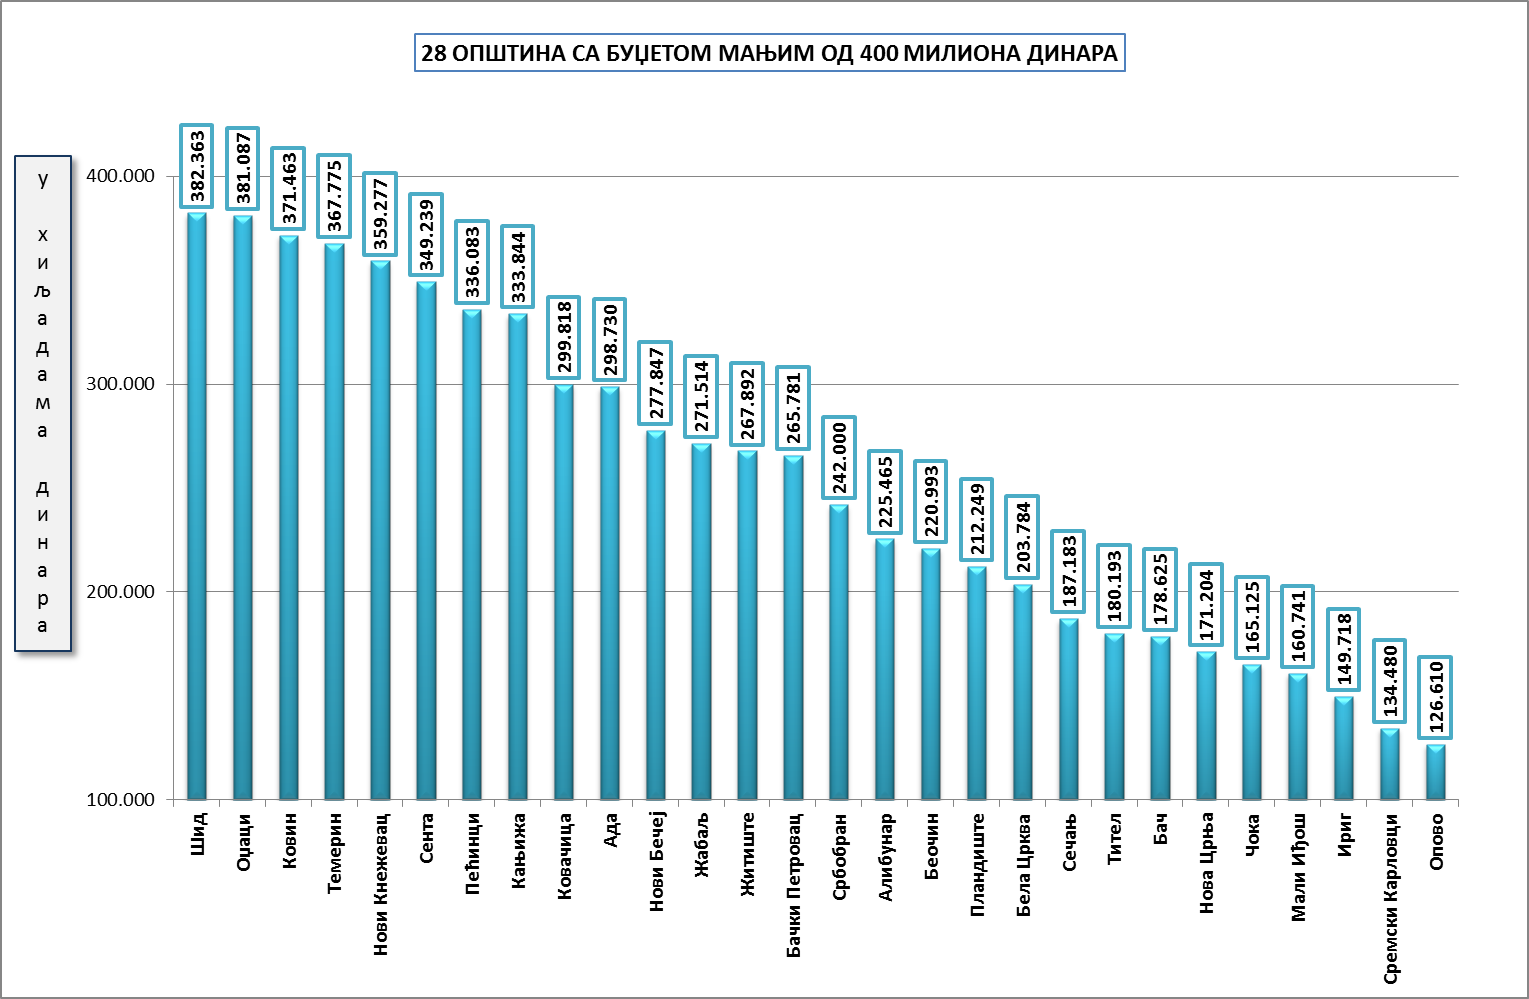 28 ОПШТИНА СА БУЏЕТОМ МАЊИМ ОД 400 МИЛИОНА ДИНАРА
у хиљадама динара
400.000
300.000
200.000
100.000
382.363
381.087
371.463
367.775
359.277
349.239
336.083
333.844
299.818
298.730
277.847
271.514
267.892
265.781
242.000
225.465
220.993
212.249
203.784
187.183
180.193
178.625
171.204
165.125
160.741
149.718
134.480
126.610
Шид
Оџаци
Ковин
Темерин
Нови Кнежевац
Сента
Пећинци
Кањижа
Ковачица
Ада
Нови Бечеј
Жабаљ
Житиште
Бачки Петровац
Србобран
Алибунар
Беочин
Пландиште
Бела Црква
Сечањ
Тител
Бач
Нова Црња
Чока
Мали Иђош
Ириг
Сремски Карловци
Опово